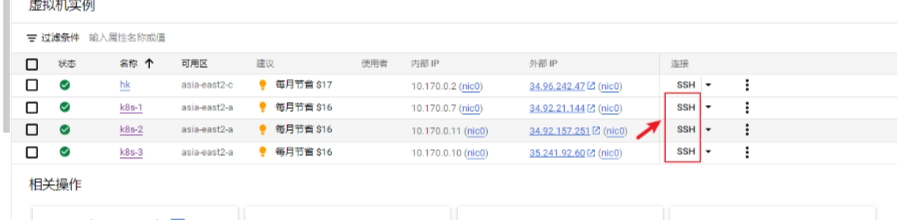 虚拟机实例
过滤条件 输入属性名称或值
状态 名称 可用区 建议 使用者 内部 IP 外部 IP 连接
hk asia-east2-c 每月节省 $17 10.170.0.2 (nic0) 34.96.242.47 (nic0) SSH
k8s-1 asia-east2-a 每月节省 $16 10.170.0.7 (nic0) 34.92.21.144 (nic0) SSH
k8s-2 asia-east2-a 每月节省 $16 10.170.0.11 (nic0) 34.92.157.251 (nic0) SSH
k8s-3 asia-east2-a 每月节省 $16 10.170.0.10 (nic0) 35.241.92.60 (nic0) SSH
相关操作